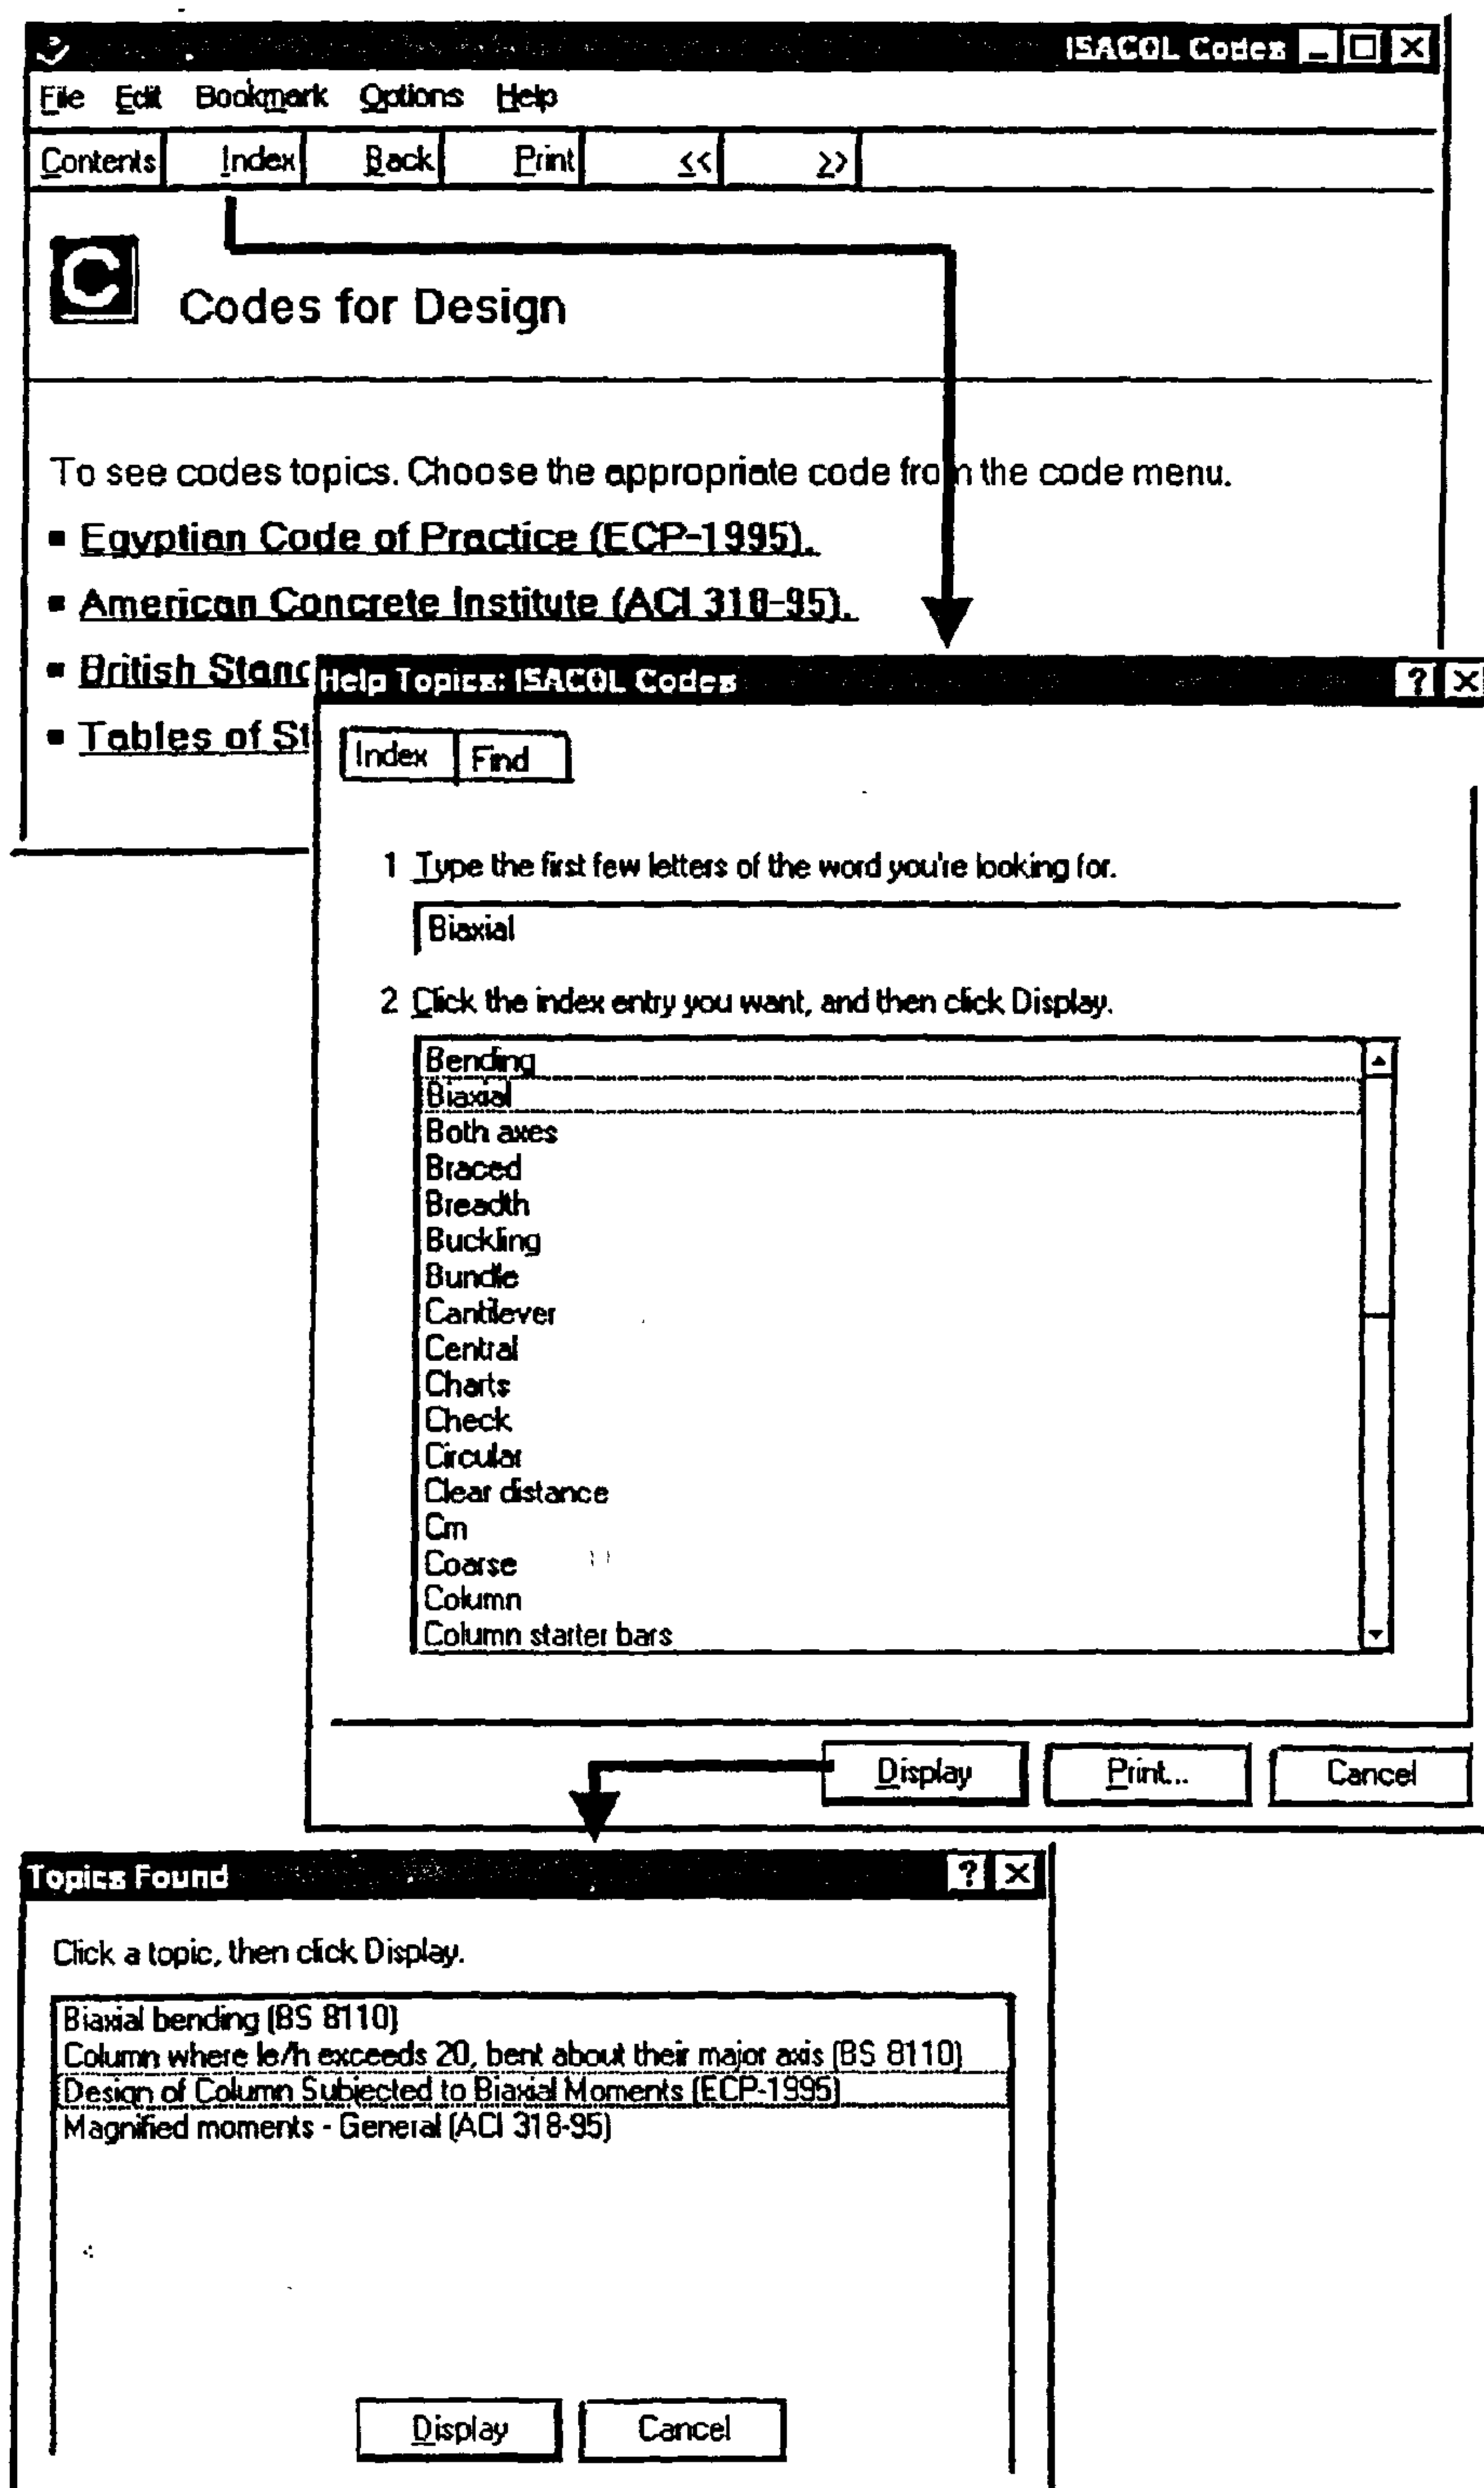 ISACOL Codes
File Edit Bookmark Options Help
Contents Index Back Print << >>
C
Codes for Design
To see codes topics. Choose the appropriate code from the code menu.
▪ Egyptian Code of Practice (ECP-1995).
▪ American Concrete Institute (ACI 318-95).
▪ British Stand
▪ Tables of St
Help Topics: ISACOL Codes
Index Find
1 Type the first few letters of the word you're looking for.
Biaxial
2 Click the index entry you want, and then click Display.
Bending
Biaxial
Both axes
Braced
Breadth
Buckling
Bundle
Cantilever
Central
Charts
Check
Circular
Clear distance
Cm
Coarse
Column
Column starter bars
Display Print... Cancel
Topics Found
Click a topic, then click Display.
Biaxial bending (BS 8110)
Column where le/h exceeds 20, bent about their major axis (BS 8110)
Design of Column Subjected to Biaxial Moments (ECP-1995)
Magnified moments - General (ACI 318-95)
Display Cancel